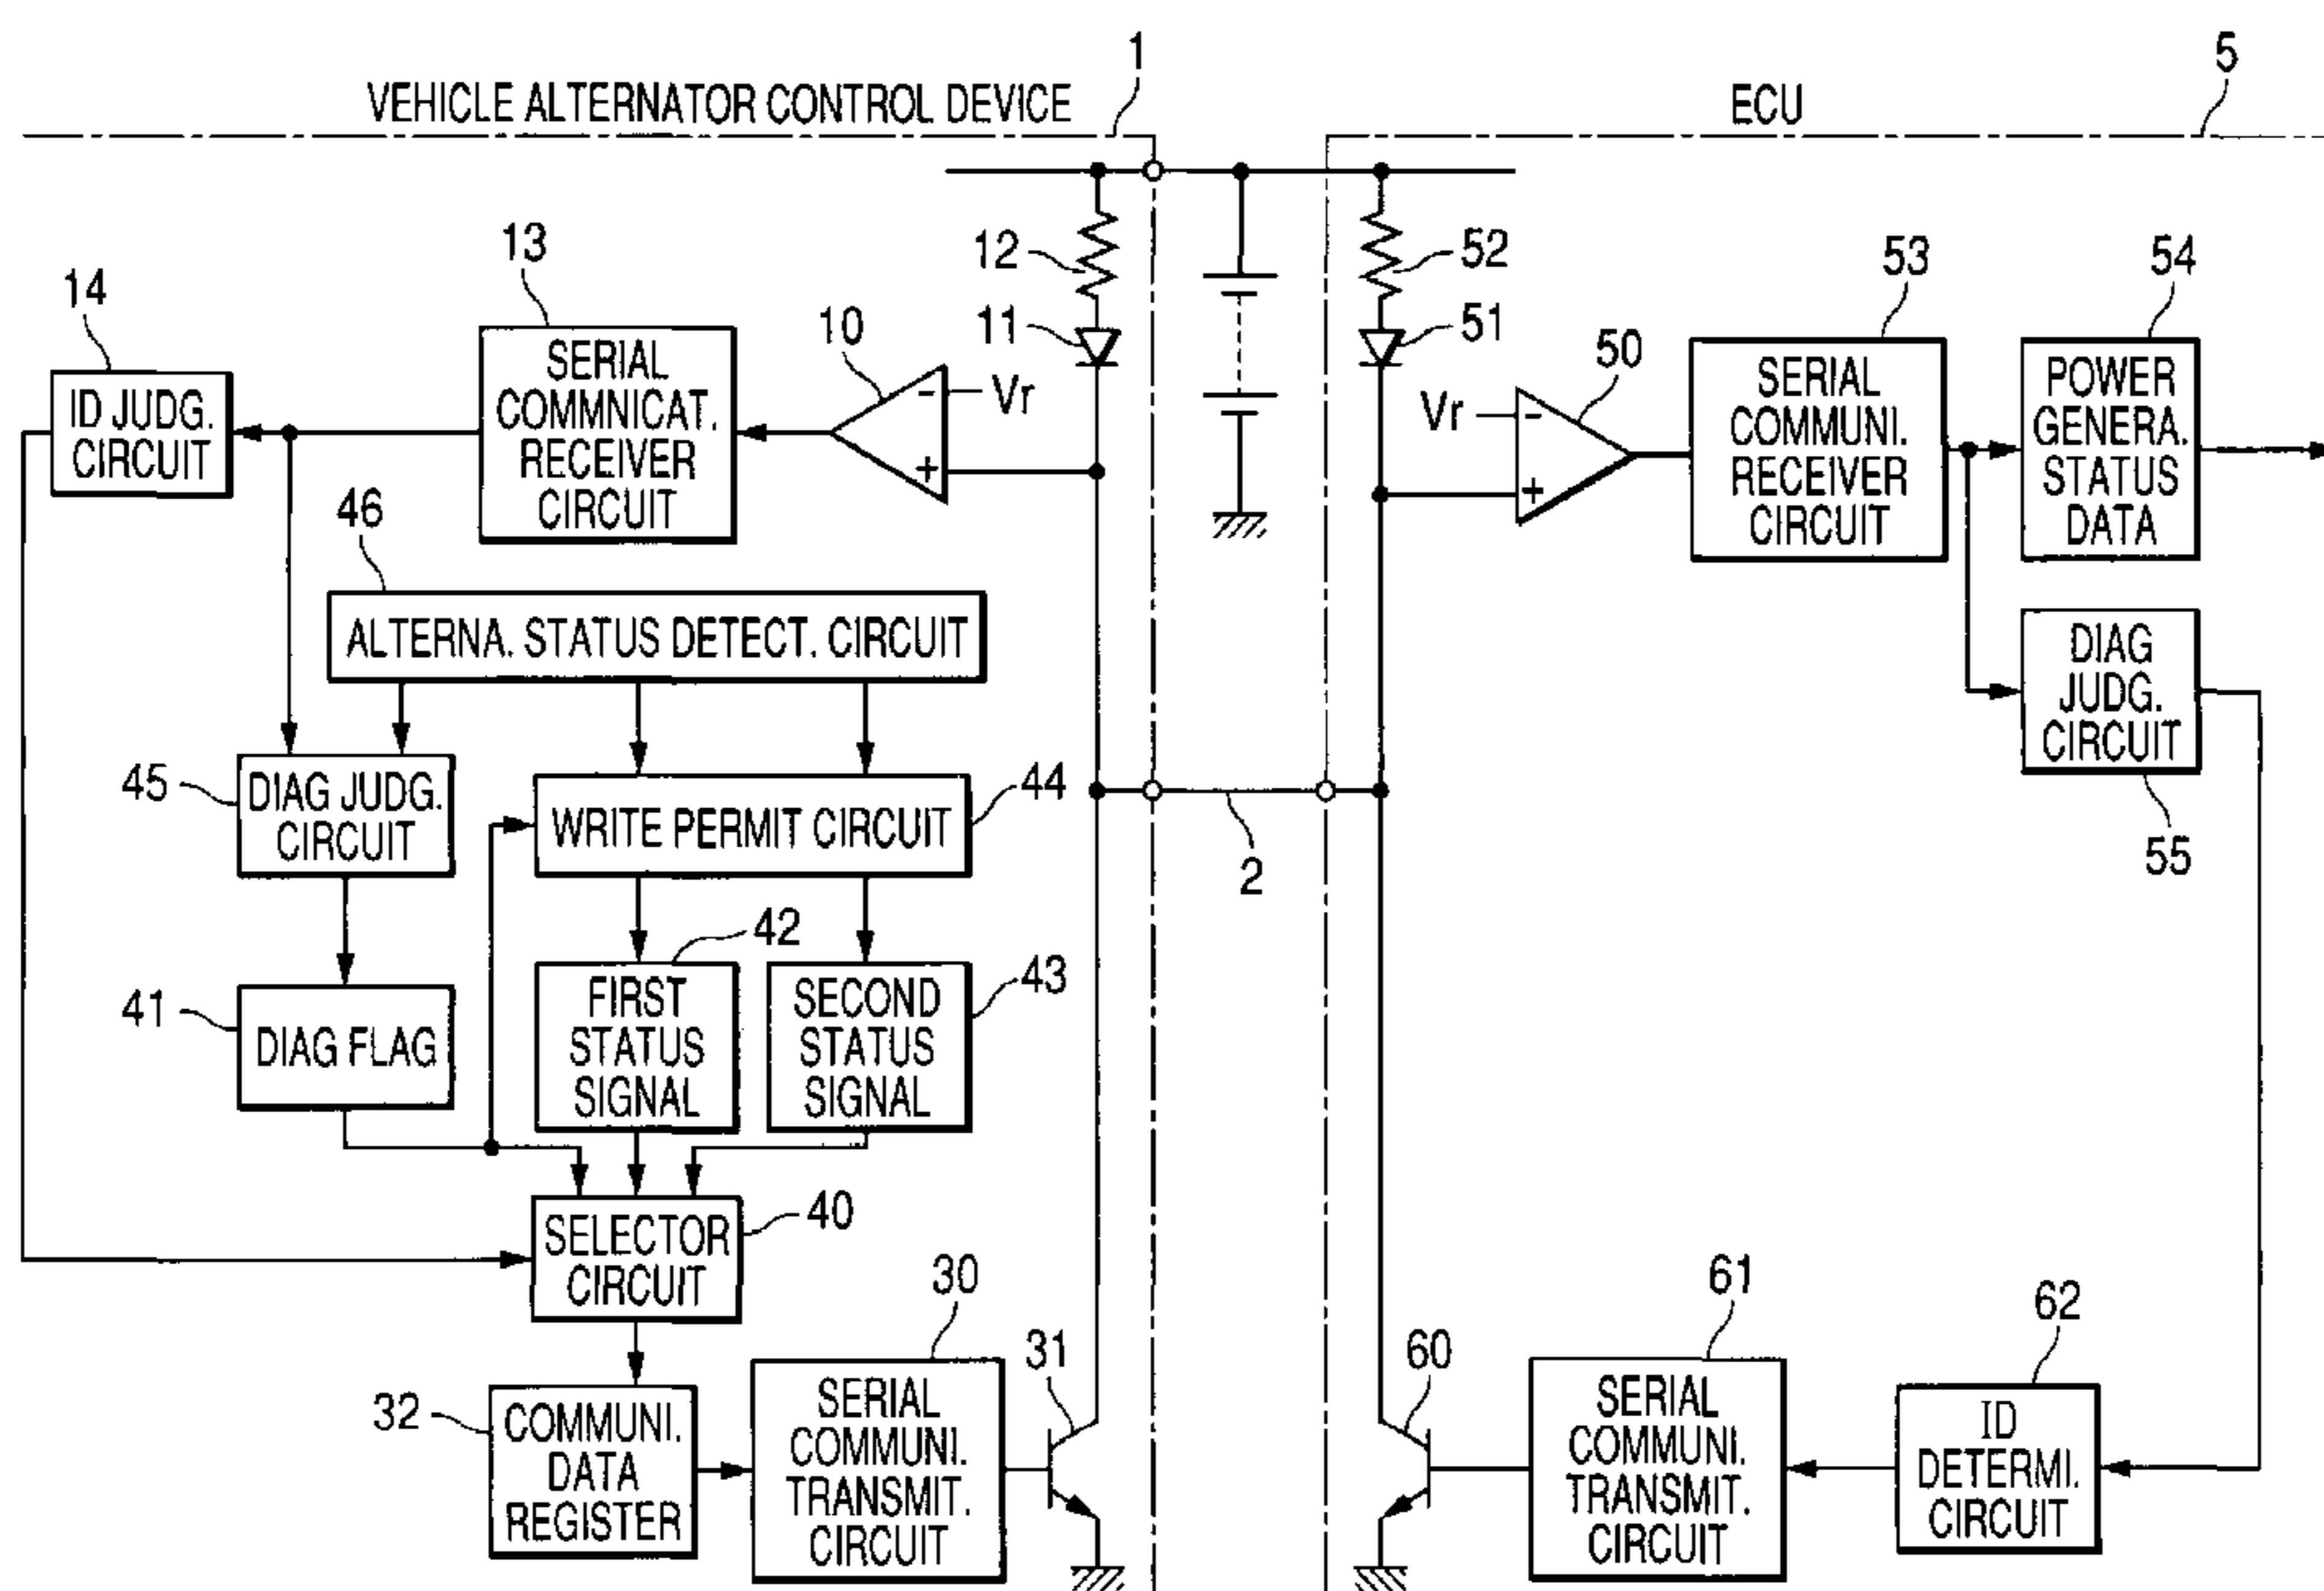 1
VEHICLE ALTERNATOR CONTROL DEVICE
5
ECU
14
13
12
11
10
52
51
50
53
54
ID JUDG.
CIRCUIT
SERIAL
COMMNICAT.
RECEIVER
CIRCUIT
- Vr
+
Vr -
+
SERIAL
COMMUNI.
RECEIVER
CIRCUIT
POWER
GENERA.
STATUS
DATA
46
ALTERNA. STATUS DETECT. CIRCUIT
DIAG
JUDG.
CIRCUIT
55
45
DIAG JUDG.
CIRCUIT
44
WRITE PERMIT CIRCUIT
2
42
43
41
DIAG FLAG
FIRST
STATUS
SIGNAL
SECOND
STATUS
SIGNAL
40
SELECTOR
CIRCUIT
30
31
60
61
62
32
COMMUNI.
DATA
REGISTER
SERIAL
COMMUNI.
TRANSMIT.
CIRCUIT
SERIAL
COMMUNI.
TRANSMIT.
CIRCUIT
ID
DETERMI.
CIRCUIT